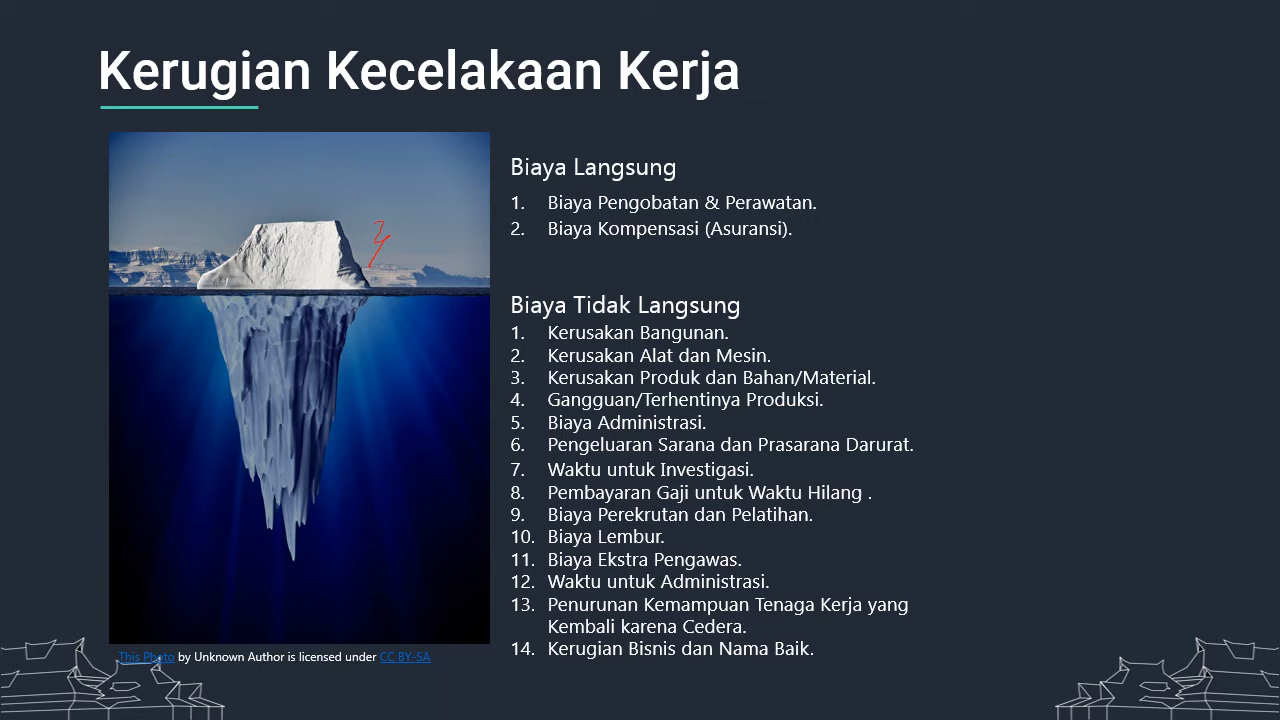 Kerugian Kecelakaan Kerja
Biaya Langsung
1. Biaya Pengobatan & Perawatan.
2. Biaya Kompensasi (Asuransi).
Biaya Tidak Langsung
1. Kerusakan Bangunan.
2. Kerusakan Alat dan Mesin.
3. Kerusakan Produk dan Bahan/Material.
4. Gangguan/Terhentinya Produksi.
5. Biaya Administrasi.
6. Pengeluaran Sarana dan Prasarana Darurat.
7. Waktu untuk Investigasi.
8. Pembayaran Gaji untuk Waktu Hilang .
9. Biaya Perekrutan dan Pelatihan.
10. Biaya Lembur.
11. Biaya Ekstra Pengawas.
12. Waktu untuk Administrasi.
13. Penurunan Kemampuan Tenaga Kerja yang
Kembali karena Cedera.
14. Kerugian Bisnis dan Nama Baik.
This Photo by Unknown Author is licensed under CC BY-SA